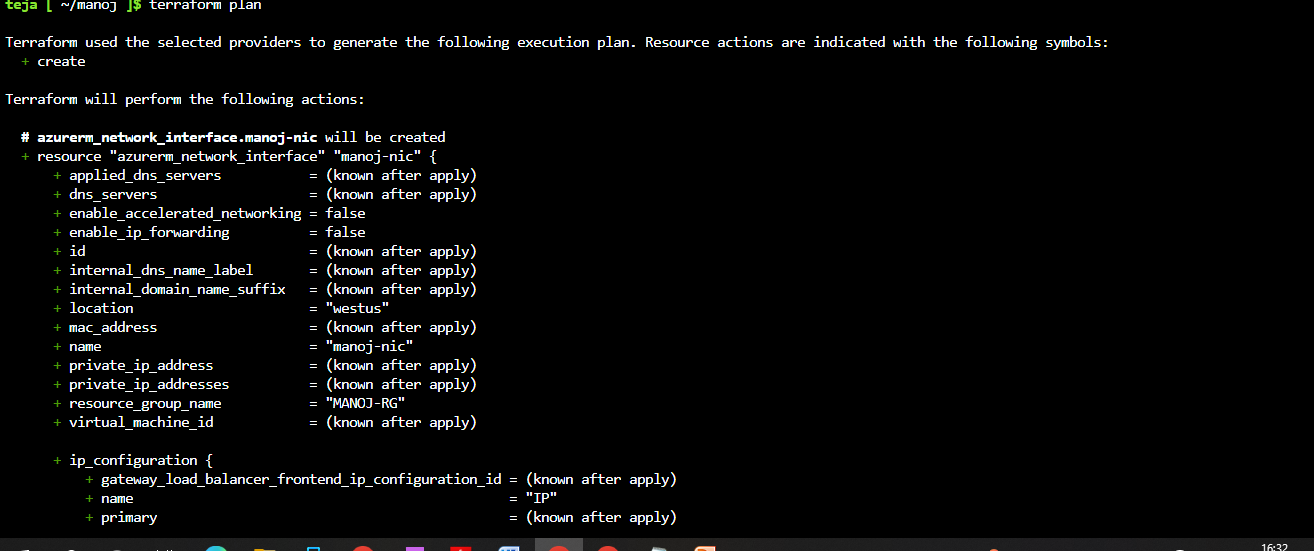 teja [ ~/manoj ]$ terraform plan
Terraform used the selected providers to generate the following execution plan. Resource actions are indicated with the following symbols:
+ create
Terraform will perform the following actions:
# azurerm_network_interface.manoj-nic will be created
+ resource "azurerm_network_interface" "manoj-nic" {
+ applied_dns_servers = (known after apply)
+ dns_servers = (known after apply)
+ enable_accelerated_networking = false
+ enable_ip_forwarding = false
+ id = (known after apply)
+ internal_dns_name_label = (known after apply)
+ internal_domain_name_suffix = (known after apply)
+ location = "westus"
+ mac_address = (known after apply)
+ name = "manoj-nic"
+ private_ip_address = (known after apply)
+ private_ip_addresses = (known after apply)
+ resource_group_name = "MANOJ-RG"
+ virtual_machine_id = (known after apply)
+ ip_configuration {
+ gateway_load_balancer_frontend_ip_configuration_id = (known after apply)
+ name = "IP"
+ primary = (known after apply)
16:32